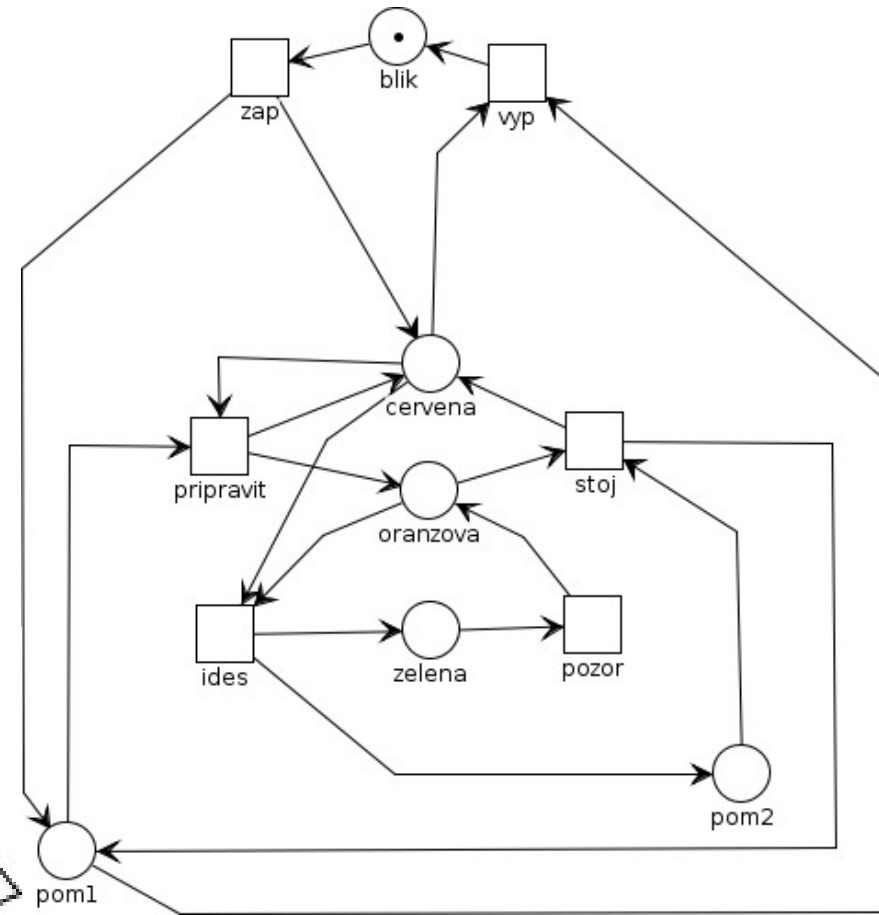 blik
zap
vyp
cervena
pripravit
stoj
oranzova
ides
zelena
pozor
pom2
pom1